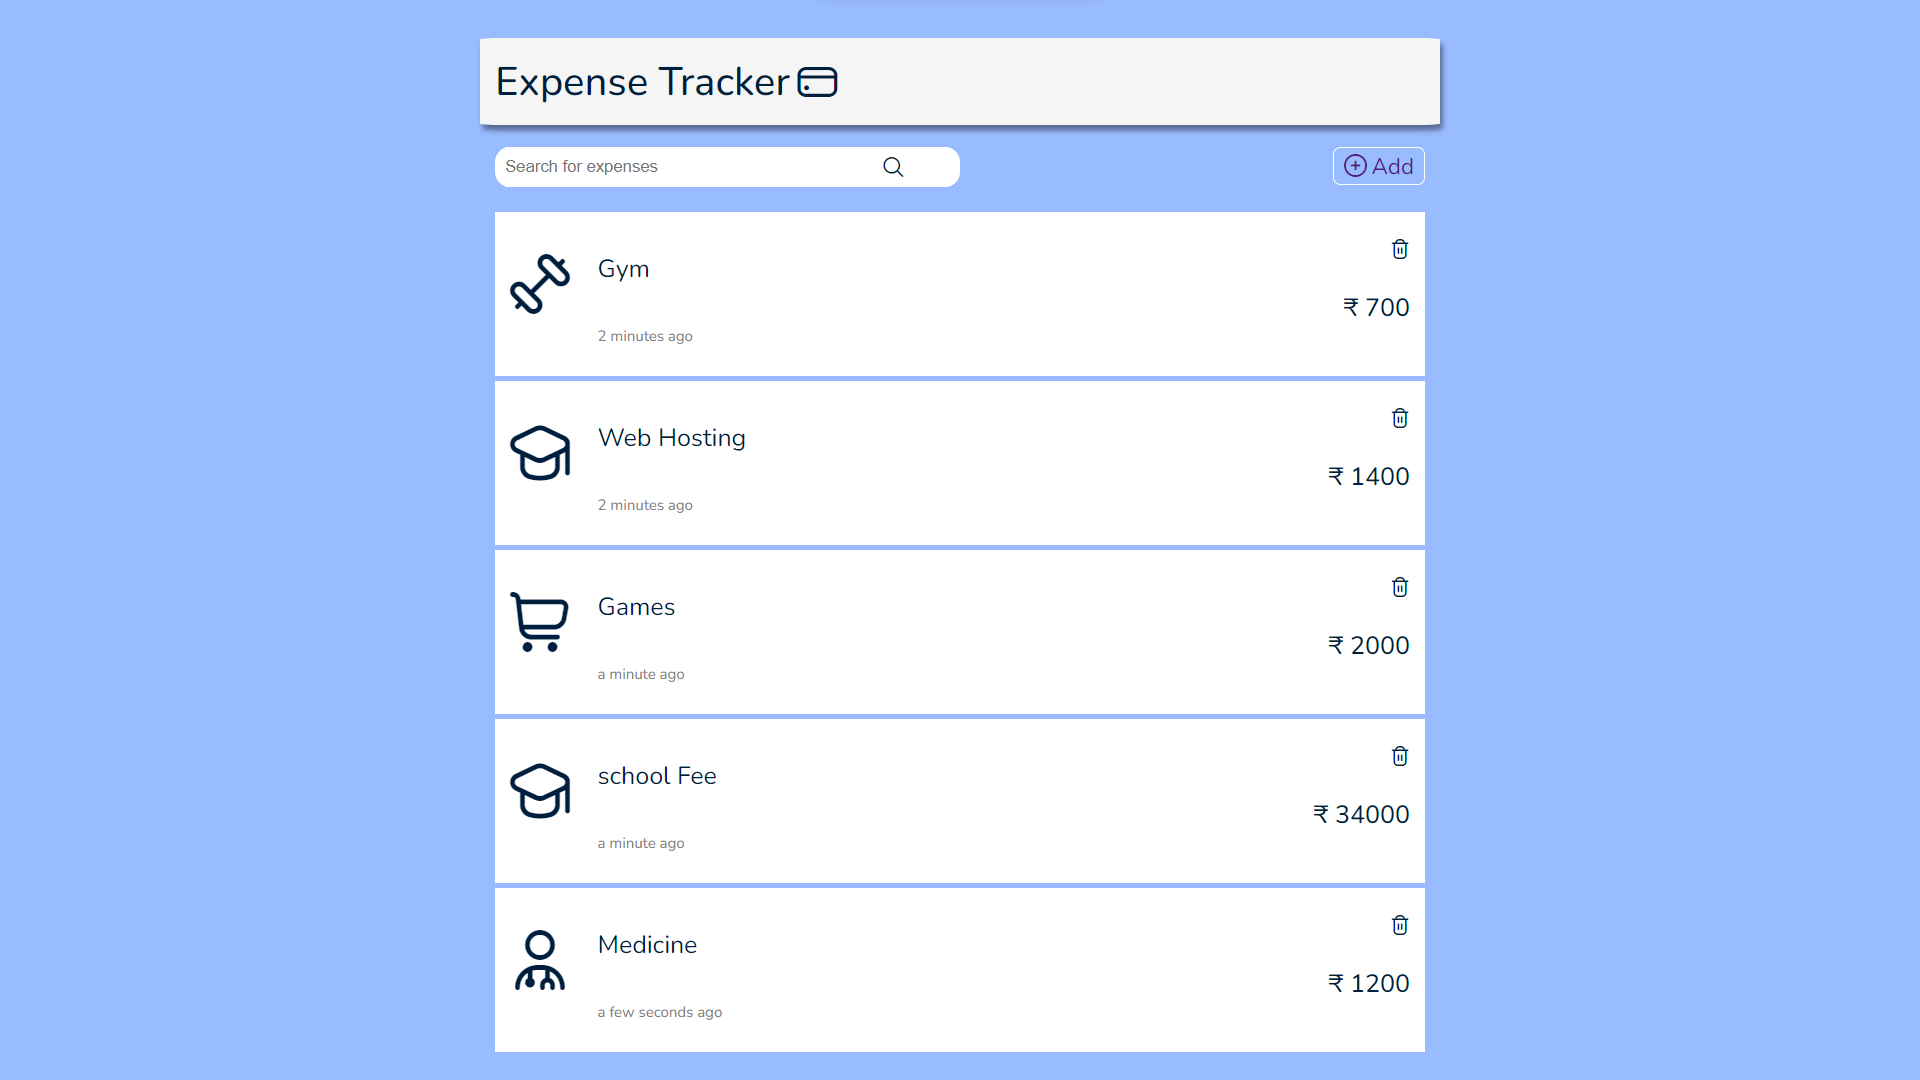 Expense Tracker
Search for expenses
Add
Gym
₹ 700
2 minutes ago
Web Hosting
₹ 1400
2 minutes ago
Games
₹ 2000
a minute ago
school Fee
₹ 34000
a minute ago
Medicine
₹ 1200
a few seconds ago